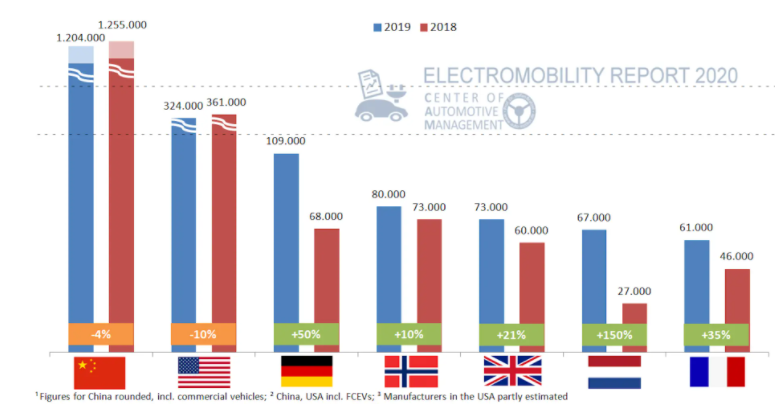 2019 2018
1.255.000
1.204.000
ELECTROMOBILITY REPORT 2020
CENTER OF
AUTOMOTIVE
MANAGEMENT
324.000 361.000
109.000
68.000
80.000
73.000
73.000
60.000
67.000
27.000
61.000
46.000
-4% -10% +50% +10% +21% +150% +35%
¹ Figures for China rounded, incl. commercial vehicles; ² China, USA incl. FCEVs; ³ Manufacturers in the USA partly estimated